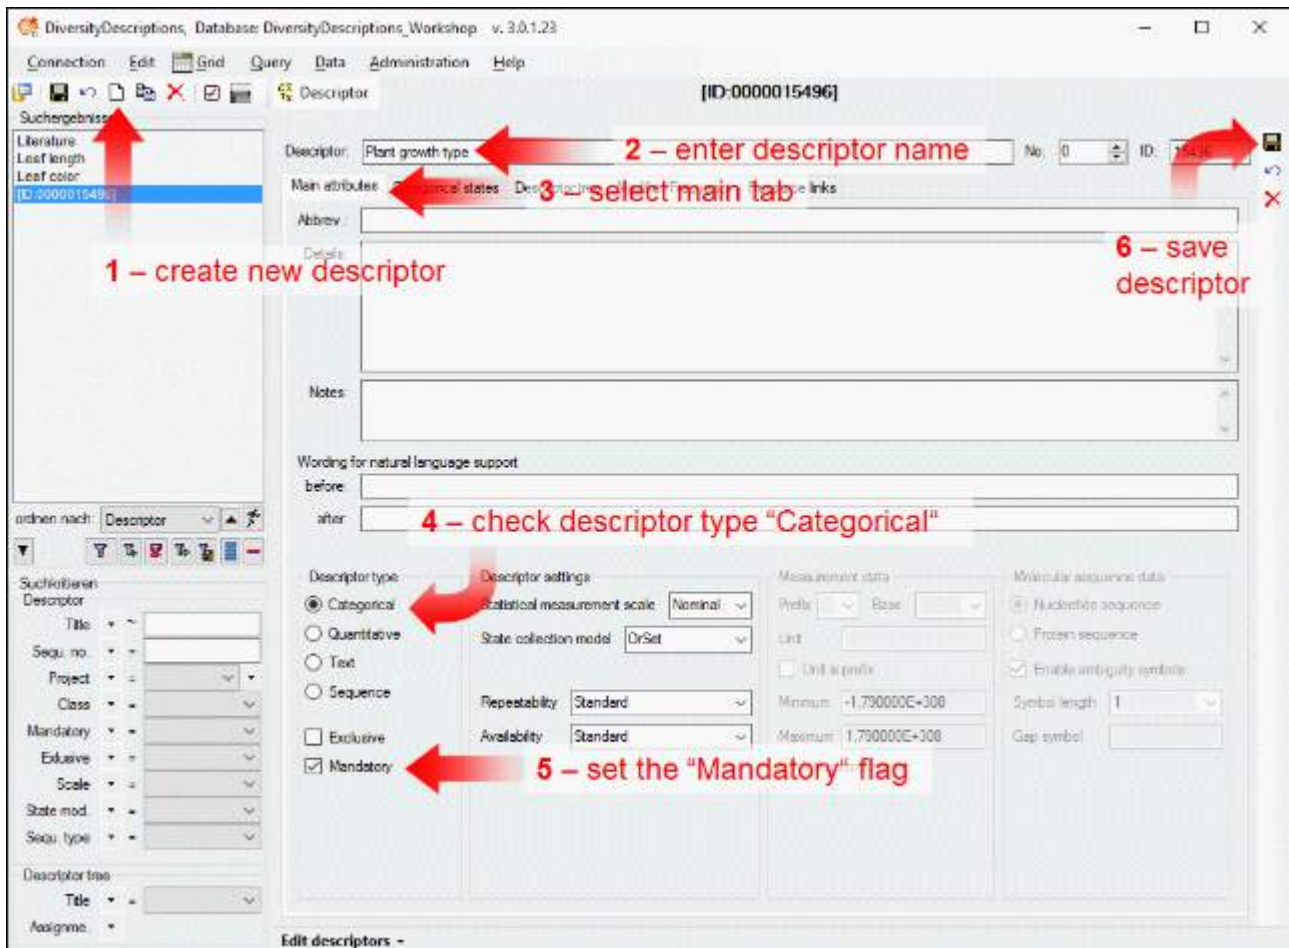 DiversityDescriptions, Database: DiversityDescriptions_Workshop v. 3.0.1.23
Connection Edit Grid Query Data Administration Help
Descriptor
[ID:0000015496]
Suchergebnisse
Literature
Leaf length
Leaf color
[ID:0000015496]
Descriptor: Plant growth type
2 – enter descriptor name
No. 0 ID: 15496
Main attributes Categorical states
3 – select main tab
links
Abbrev.:
Details:
1 – create new descriptor
6 – save
descriptor
Notes:
Wording for natural language support
before:
after:
4 – check descriptor type "Categorical"
ordnen nach: Descriptor
Suchkriterien
Descriptor
Title ~
Sequ. no. =
Project =
Class =
Mandatory =
Exlusive =
Scale =
State mod. =
Sequ. type =
Descriptor tree
Title =
Assignme.
Descriptor type
Categorical
Quantitative
Text
Sequence
Exclusive
Mandatory
5 – set the "Mandatory" flag
Descriptor settings
Statistical measurement scale Nominal
State collection model OrSet
Repeatability Standard
Availability Standard
Measurement data
Prefix Base
Unit
Unit is prefix
Minimum -1.790000E+308
Maximum 1.790000E+308
Molecular sequence data
Nucleotide sequence
Protein sequence
Enable ambiguity symbols
Symbol length 1
Gap symbol
Edit descriptors